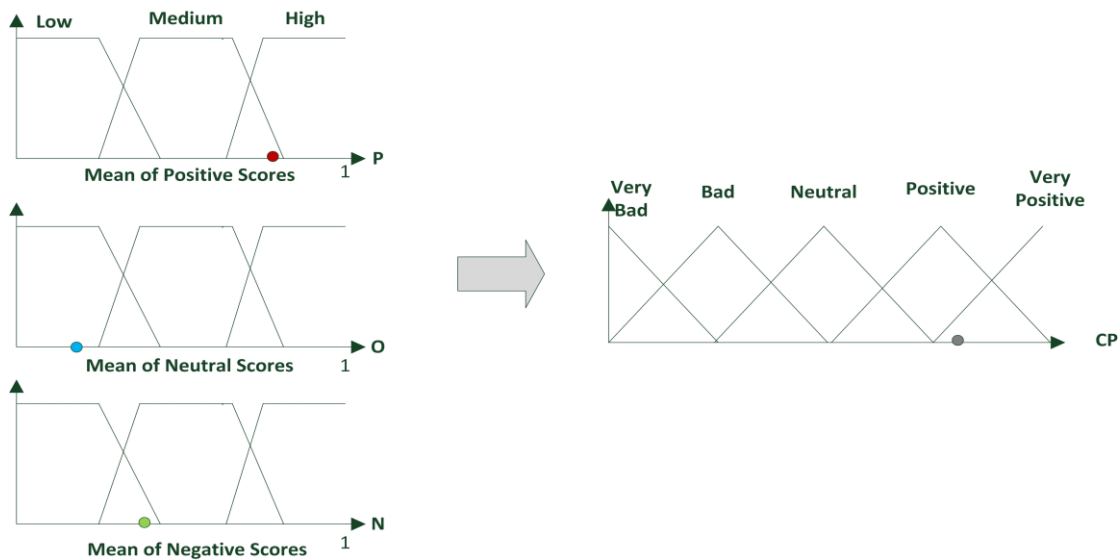 Low Medium High
P
Mean of Positive Scores 1
O
Mean of Neutral Scores 1
N
Mean of Negative Scores 1
Very
Bad
Bad
Neutral
Positive
Very
Positive
CP